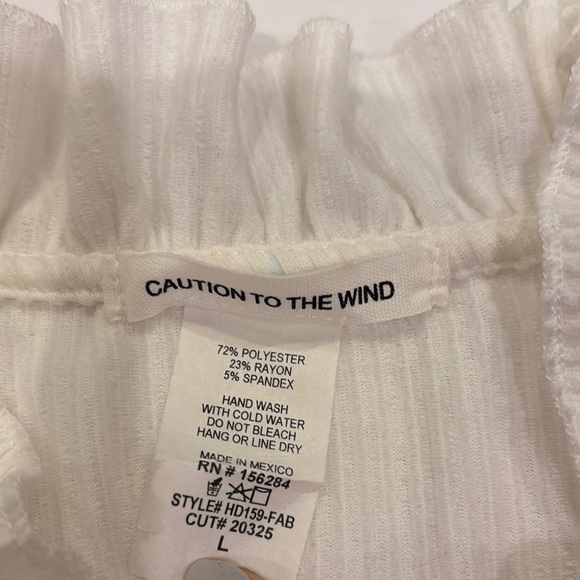 CAUTION TO THE WIND
72% POLYESTER
23% RAYON
5% SPANDEX
HAND WASH
WITH COLD WATER
DO NOT BLEACH
HANG OR LINE DRY
MADE IN MEXICO
RN # 156284
STYLE# HD159-FAB
CUT# 20325
L